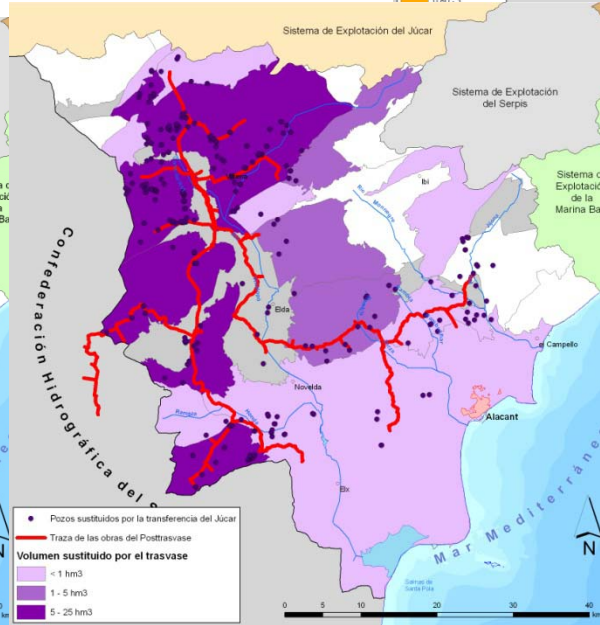 Sistema de Explotación del Júcar
Sistema de Explotación
del Serpis
Sistema de
Explotación
de la
Marina Ba
Ibi
Elda
Novelda
Campello
Alacant
Elx
Salinas de
Santa Pola
Mar Mediterráneo
Confederación Hidrográfica del S
Pozos sustituidos por la transferencia del Júcar
Traza de las obras del Posttrasvase
Volumen sustituido por el trasvase
< 1 hm3
1 - 5 hm3
5 - 25 hm3
N
N
0 5 10 20 30 40